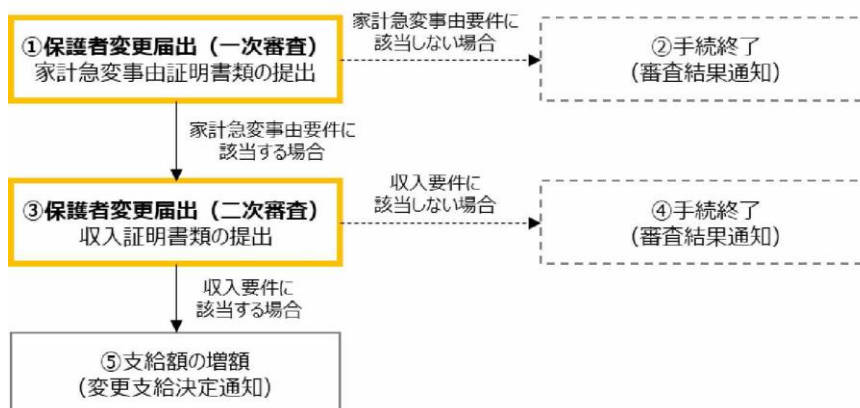 ①保護者変更届出（一次審査）
家計急変事由証明書類の提出
家計急変事由要件に
該当しない場合
②手続終了
(審査結果通知)
家計急変事由要件に
該当する場合
③保護者変更届出（二次審査）
収入証明書類の提出
収入要件に
該当しない場合
④手続終了
(審査結果通知)
収入要件に
該当する場合
⑤支給額の増額
(変更支給決定通知)